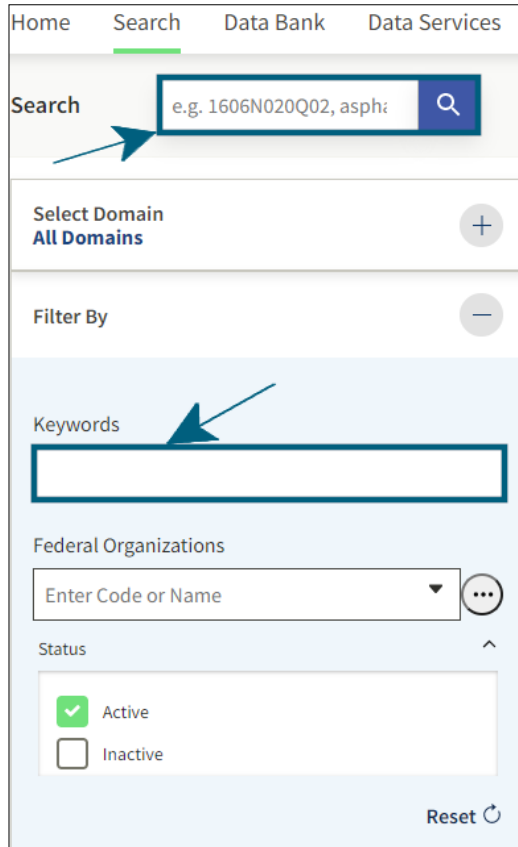 Home Search Data Bank Data Services
Search e.g. 1606N020Q02, aspha
Select Domain
All Domains
Filter By
Keywords
Federal Organizations
Enter Code or Name
Status
Active
Inactive
Reset